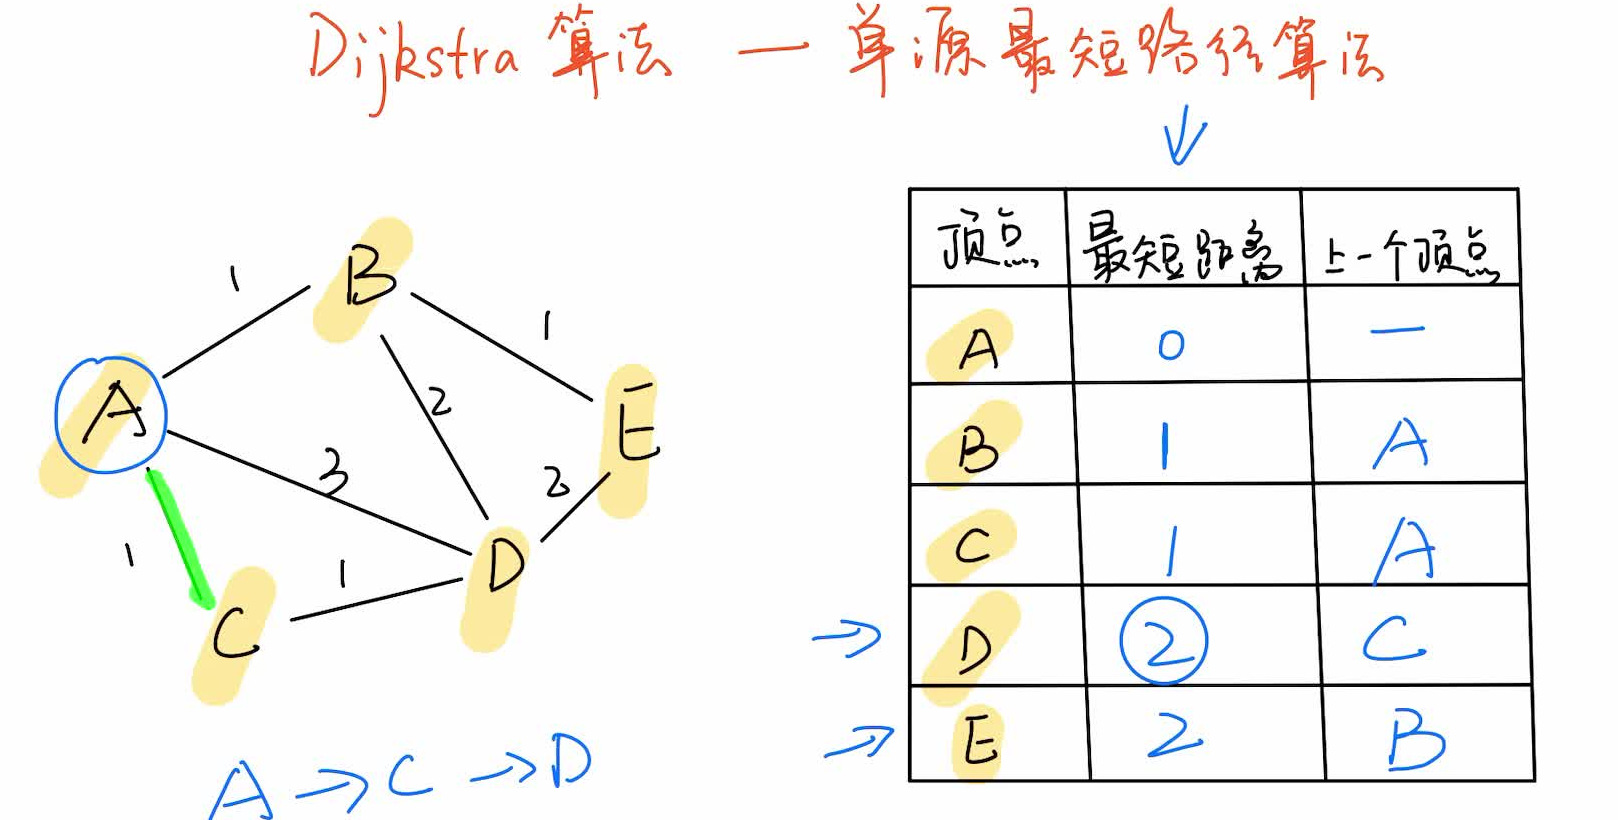 Dijkstra 算法 — 单源最短路径算法
1
B
1
A
2
E
3
2
1
1
D
C
A → C → D
顶点 最短距离 上一个顶点
A 0 —
B 1 A
C 1 A
→ D 2 C
→ E 2 B